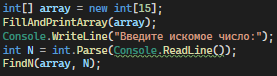 int[] array = new int[15];
FillAndPrintArray(array);
Console.WriteLine("Введите искомое число:");
int N = int.Parse(Console.ReadLine());
FindN(array, N);